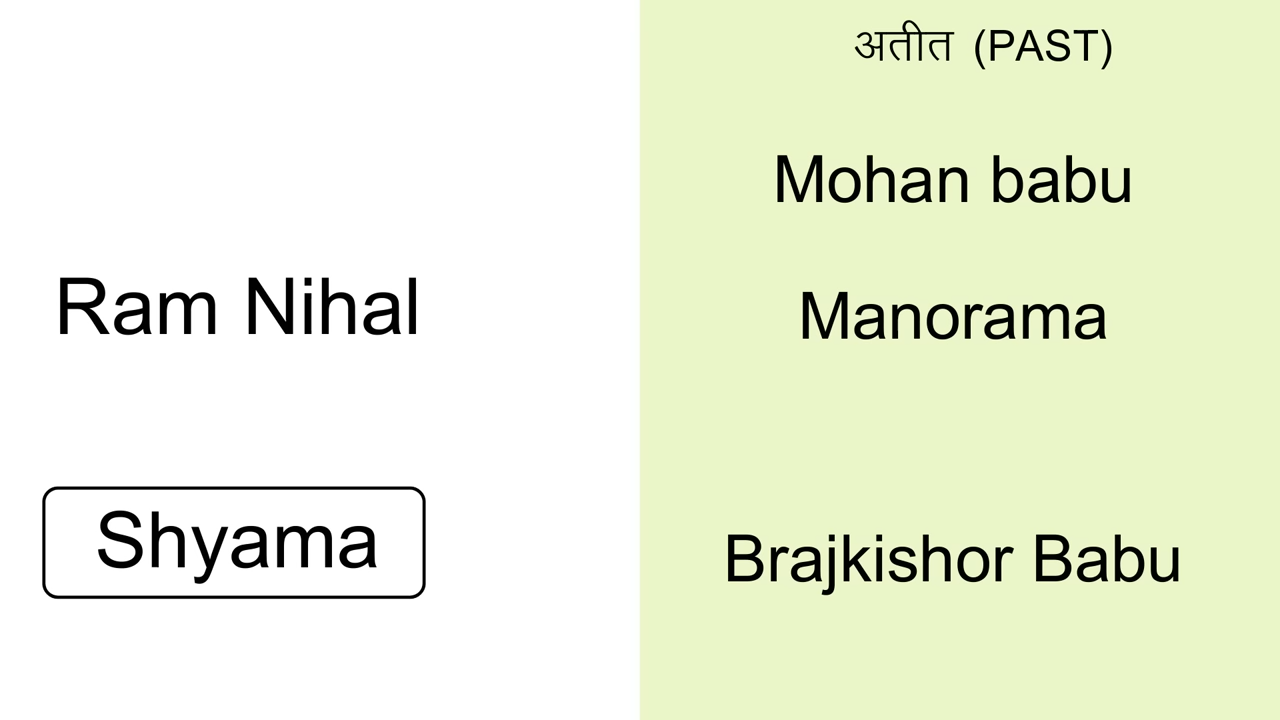 Ram Nihal
Shyama
अतीत (PAST)
Mohan babu
Manorama
Brajkishor Babu